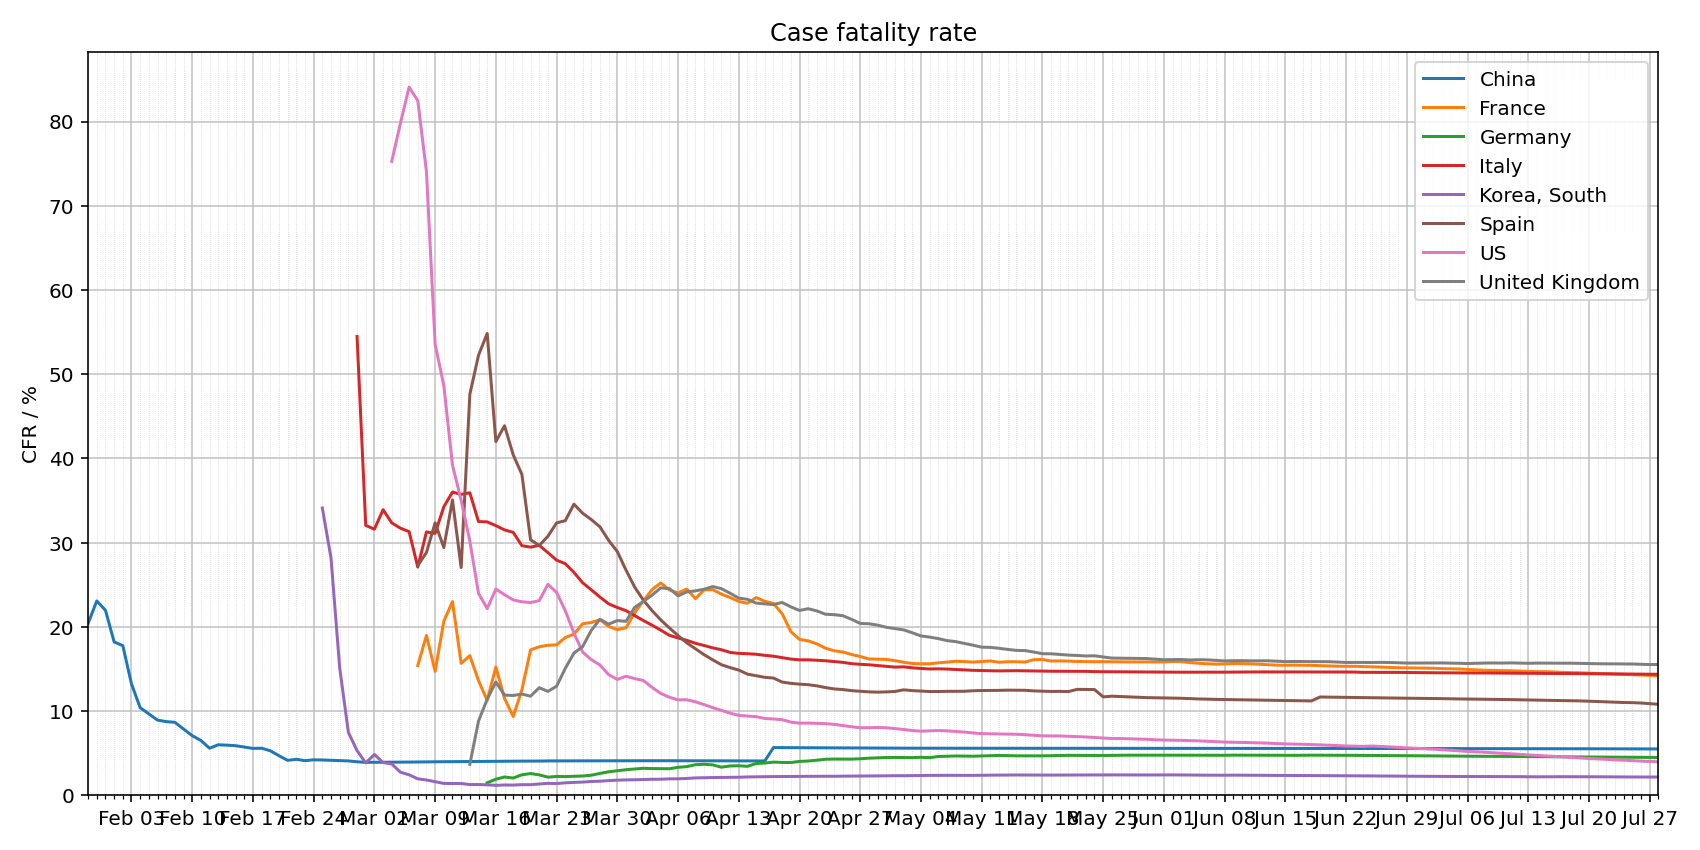 Case fatality rate
CFR / %
80
70
60
50
40
30
20
10
0
China
France
Germany
Italy
Korea, South
Spain
US
United Kingdom
Feb 03 Feb 10 Feb 17 Feb 24 Mar 02 Mar 09 Mar 16 Mar 23 Mar 30 Apr 06 Apr 13 Apr 20 Apr 27 May 04 May 11 May 18 May 25 Jun 01 Jun 08 Jun 15 Jun 22 Jun 29 Jul 06 Jul 13 Jul 20 Jul 27